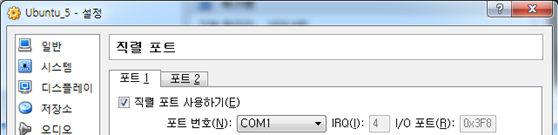 Ubuntu_5 - 설정
일반
직렬 포트
시스템
포트 1 포트 2
디스플레이
직렬 포트 사용하기(E)
저장소
포트 번호(N): COM1 IRQ(I): 4 I/O 포트(R): 0x3F8
오디오